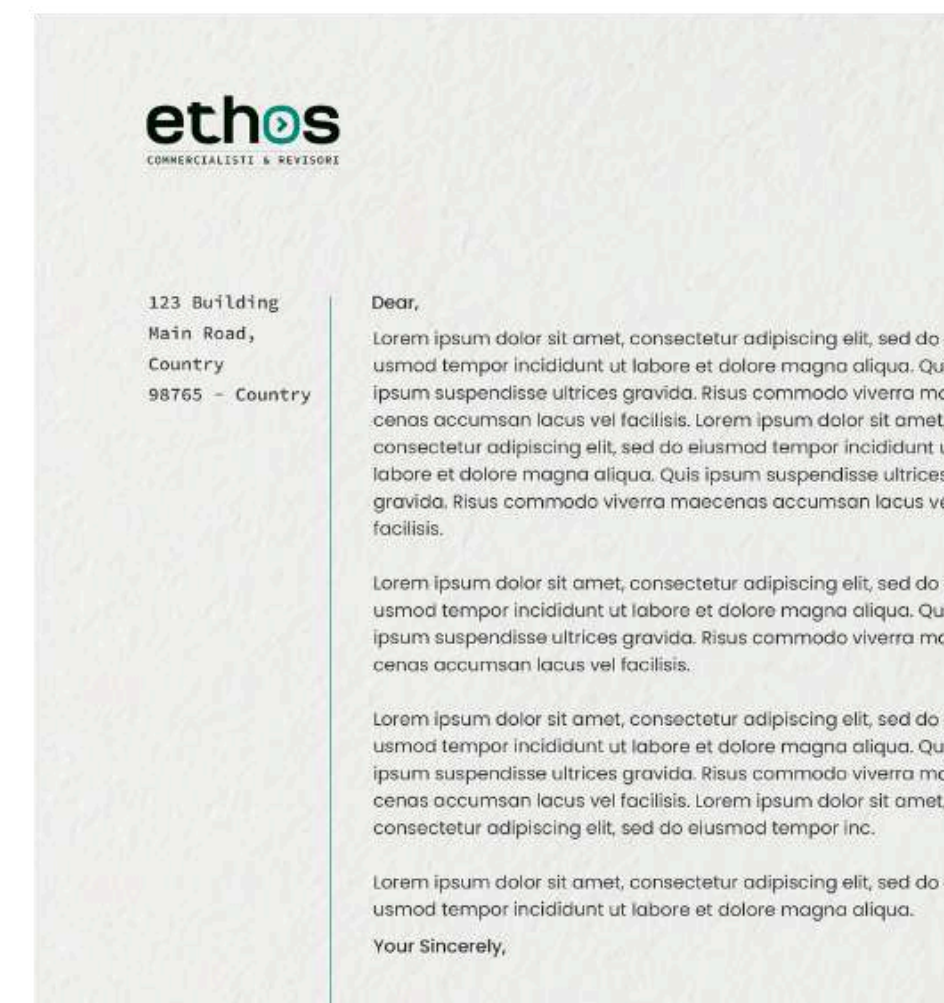 ethos
COMMERCIALISTI & REVISORI
123 Building
Main Road,
Country
98765 - Country
Dear,
Lorem ipsum dolor sit amet, consectetur adipiscing elit, sed do
usmod tempor incididunt ut labore et dolore magna aliqua. Qu
ipsum suspendisse ultrices gravida. Risus commodo viverra ma
cenas accumsan lacus vel facilisis. Lorem ipsum dolor sit amet,
consectetur adipiscing elit, sed do eiusmod tempor incididunt u
labore et dolore magna aliqua. Quis ipsum suspendisse ultrices
gravida. Risus commodo viverra maecenas accumsan lacus ve
facilisis.
Lorem ipsum dolor sit amet, consectetur adipiscing elit, sed do
usmod tempor incididunt ut labore et dolore magna aliqua. Qu
ipsum suspendisse ultrices gravida. Risus commodo viverra ma
cenas accumsan lacus vel facilisis.
Lorem ipsum dolor sit amet, consectetur adipiscing elit, sed do
usmod tempor incididunt ut labore et dolore magna aliqua. Qu
ipsum suspendisse ultrices gravida. Risus commodo viverra ma
cenas accumsan lacus vel facilisis. Lorem ipsum dolor sit amet,
consectetur adipiscing elit, sed do eiusmod tempor inc.
Lorem ipsum dolor sit amet, consectetur adipiscing elit, sed do
usmod tempor incididunt ut labore et dolore magna aliqua.
Your Sincerely,